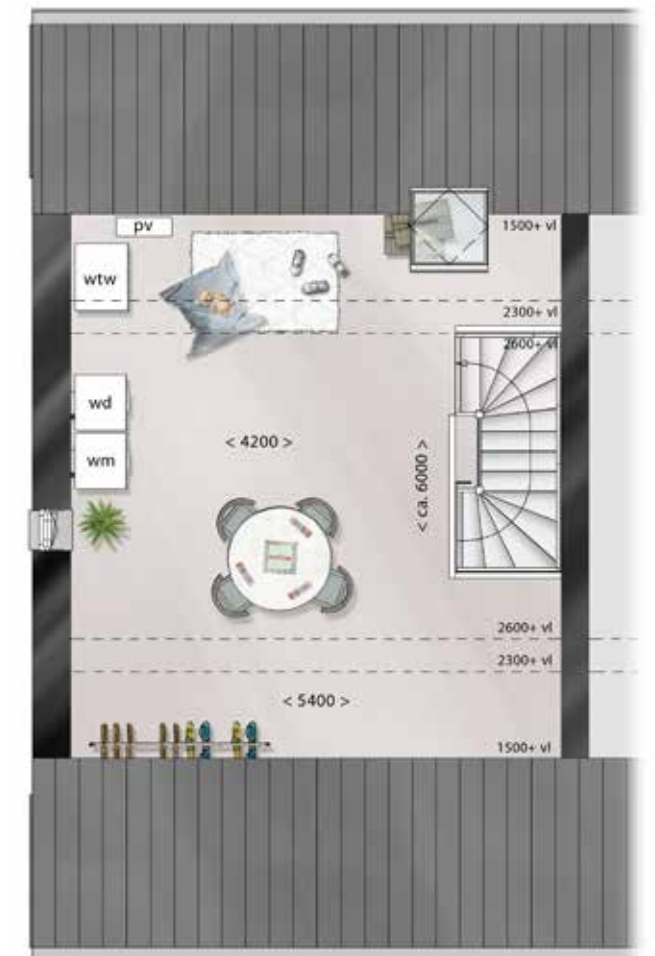 pv
1500+ vl
wtw
2300+ vl
2600+ vl
wd
< 4200 >
wm
< ca. 6000 >
2600+ vl
2300+ vl
< 5400 >
1500+ vl